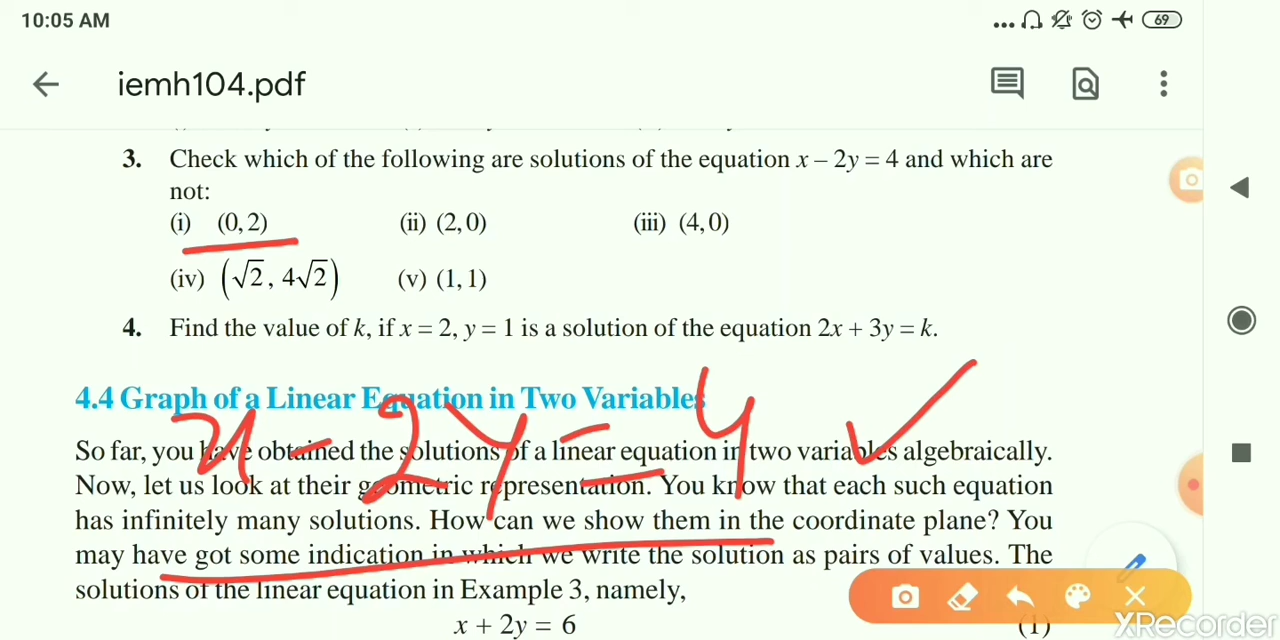 10:05 AM
69
iemh104.pdf
3. Check which of the following are solutions of the equation x – 2y = 4 and which are
not:
(i) (0, 2) (ii) (2, 0) (iii) (4, 0)
(iv) (√2, 4√2) (v) (1, 1)
4. Find the value of k, if x = 2, y = 1 is a solution of the equation 2x + 3y = k.
4.4 Graph of a Linear Equation in Two Variables
x - 2y = 4
So far, you have obtained the solutions of a linear equation in two variables algebraically.
Now, let us look at their geometric representation. You know that each such equation
has infinitely many solutions. How can we show them in the coordinate plane? You
may have got some indication in which we write the solution as pairs of values. The
solutions of the linear equation in Example 3, namely,
x + 2y = 6 (1)
XRecorder